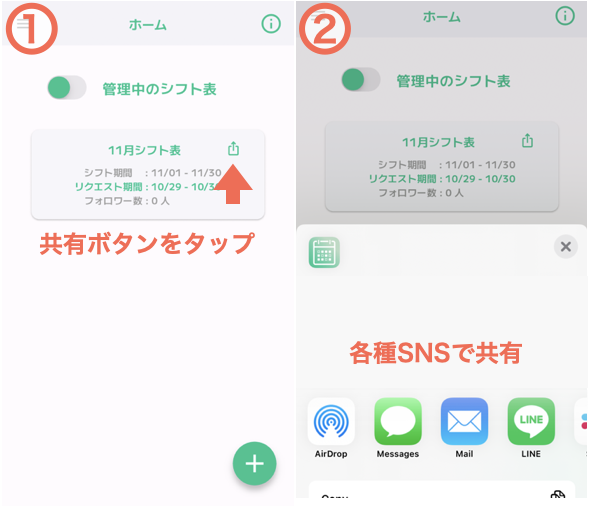 ①
ホーム
管理中のシフト表
11月シフト表
シフト期間 : 11/01 - 11/30
リクエスト期間 : 10/29 - 10/30
フォロワー数 : 0 人
共有ボタンをタップ
②
ホーム
管理中のシフト表
11月シフト表
シフト期間 : 11/01 - 11/30
リクエスト期間 : 10/29 - 10/30
フォロワー数 : 0 人
各種SNSで共有
LINE
AirDrop Messages Mail LINE
Copy